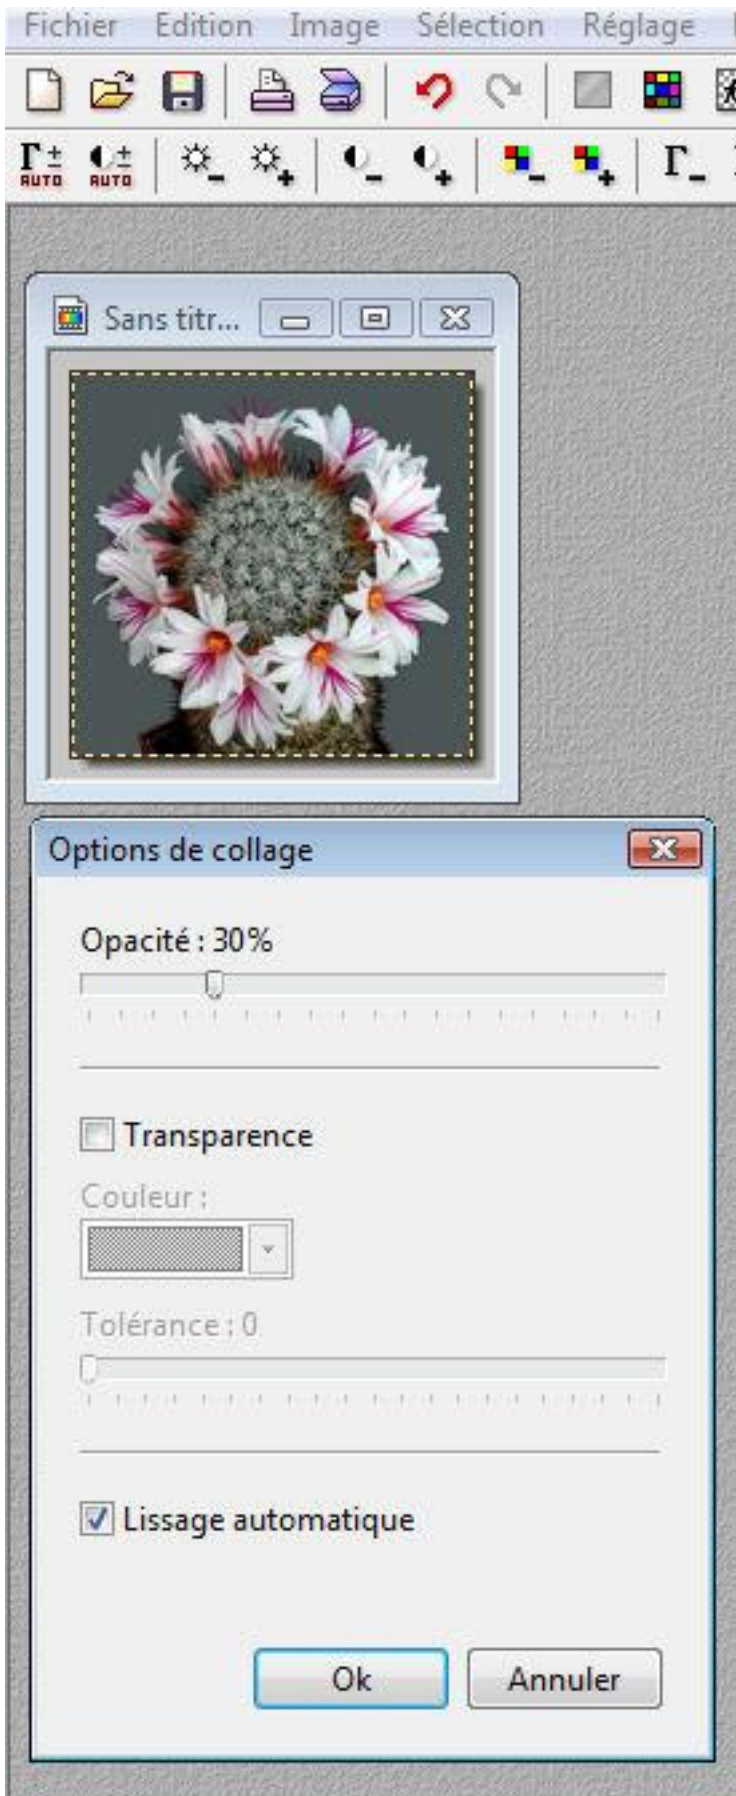 Fichier Edition Image Sélection Réglage
AUTO AUTO
Sans titr...
Options de collage
Opacité : 30%
Transparence
Couleur :
Tolérance : 0
Lissage automatique
Ok Annuler